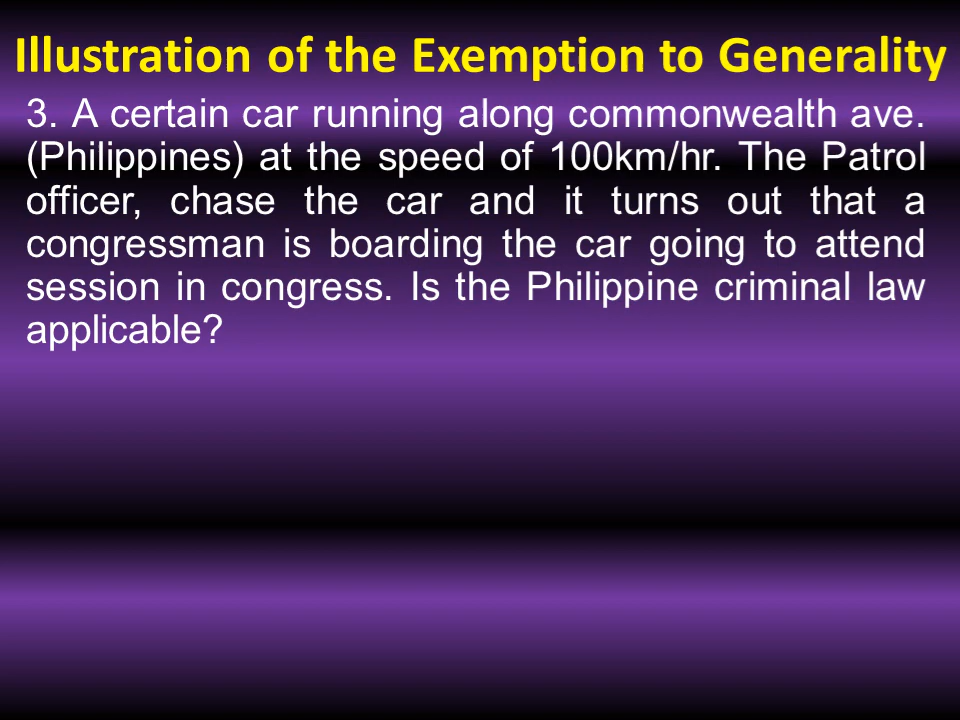 Illustration of the Exemption to Generality
3. A certain car running along commonwealth ave.
(Philippines) at the speed of 100km/hr. The Patrol
officer, chase the car and it turns out that a
congressman is boarding the car going to attend
session in congress. Is the Philippine criminal law
applicable?